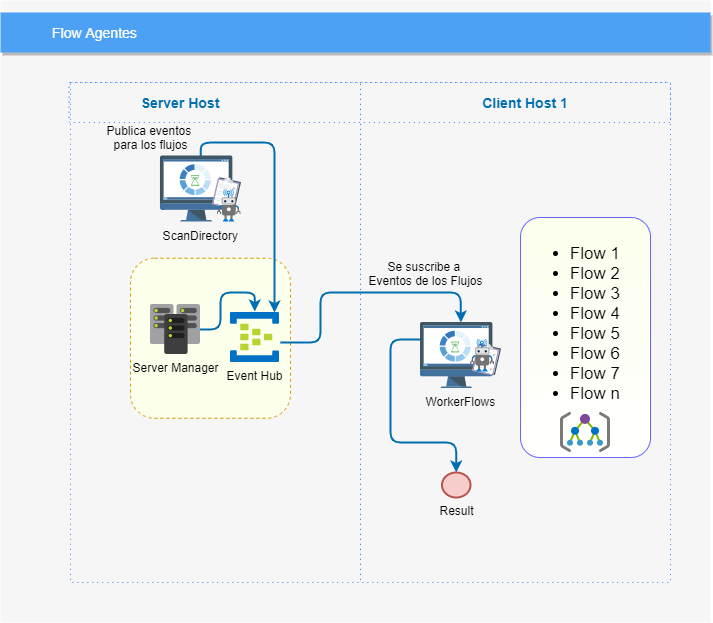 Flow Agentes
Server Host
Client Host 1
Publica eventos
para los flujos
ScanDirectory
Server Manager
Event Hub
Se suscribe a
Eventos de los Flujos
WorkerFlows
Result
Flow 1
Flow 2
Flow 3
Flow 4
Flow 5
Flow 6
Flow 7
Flow n